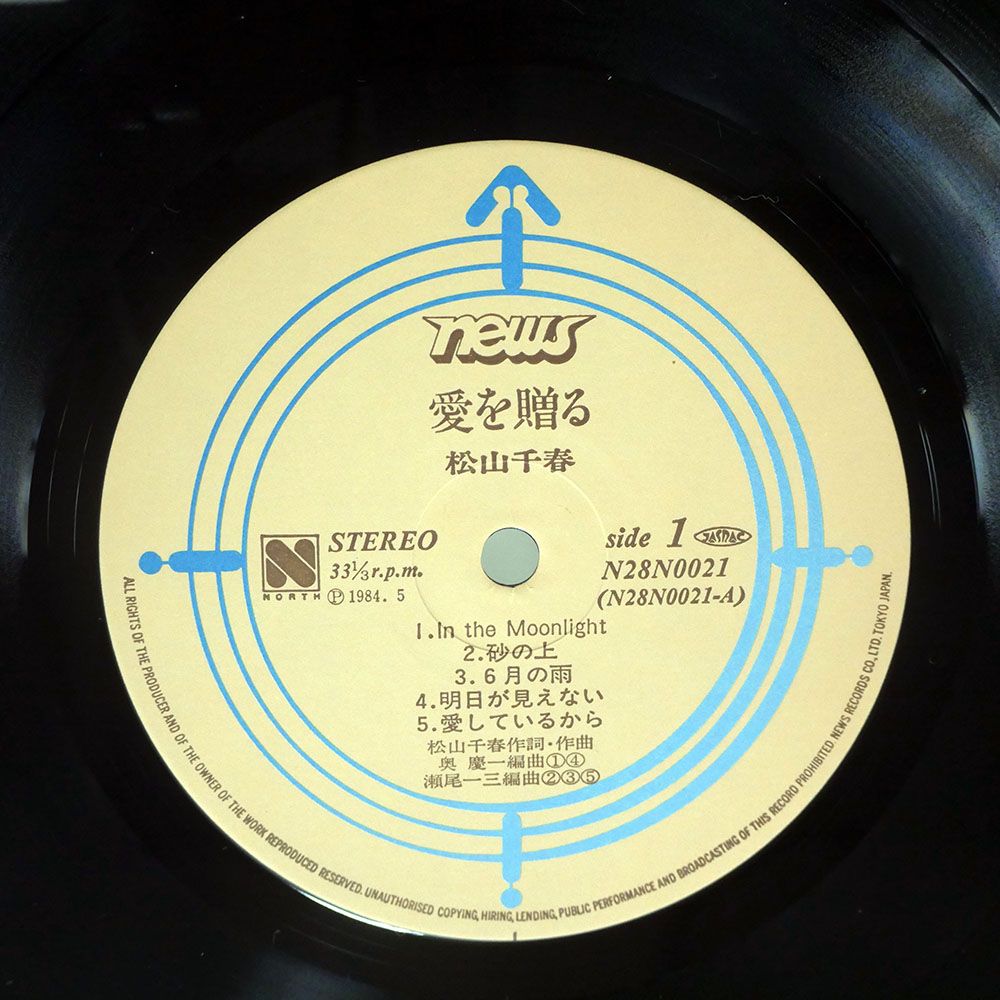 news
愛を贈る
松山千春
N
NORTH
STEREO
33⅓r.p.m.
Ⓟ1984. 5
side 1 JASRAC
N28N0021
(N28N0021-A)
1.In the Moonlight
2.砂の上
3.6月の雨
4.明日が見えない
5.愛しているから
松山千春作詞・作曲
奥 慶一編曲①④
瀬尾一三編曲②③⑤
ALL RIGHTS OF THE PRODUCER AND OF THE OWNER OF THE WORK REPRODUCED RESERVED. UNAUTHORISED COPYING, HIRING, LENDING, PUBLIC PERFORMANCE AND BROADCASTING OF THIS RECORD PROHIBITED. NEWS RECORDS CO., LTD. TOKYO JAPAN.